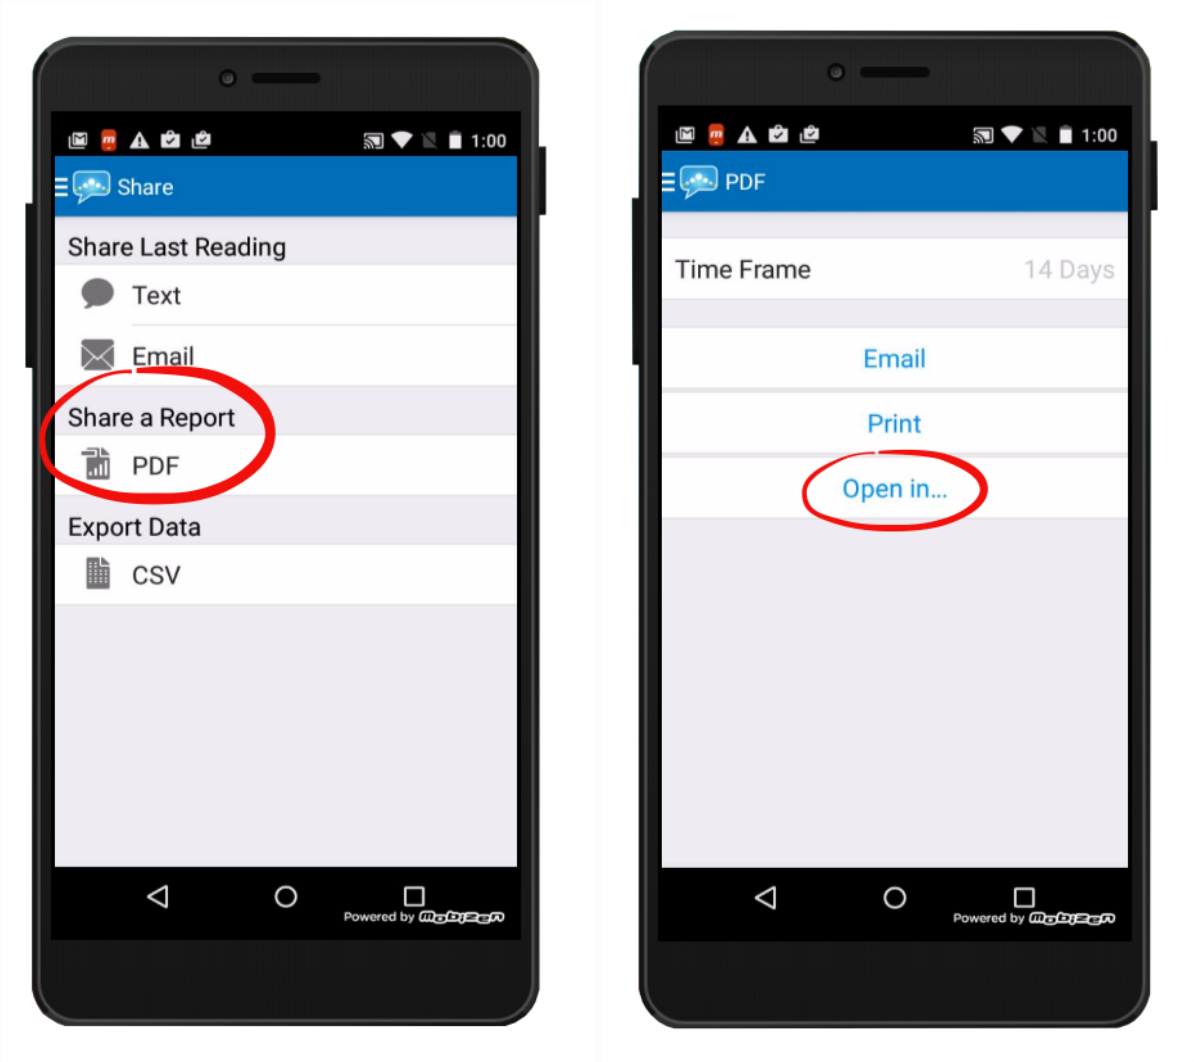 1:00
Share
Share Last Reading
Text
Email
Share a Report
PDF
Export Data
CSV
Powered by mobizen
1:00
PDF
Time Frame 14 Days
Email
Print
Open in...
Powered by mobizen